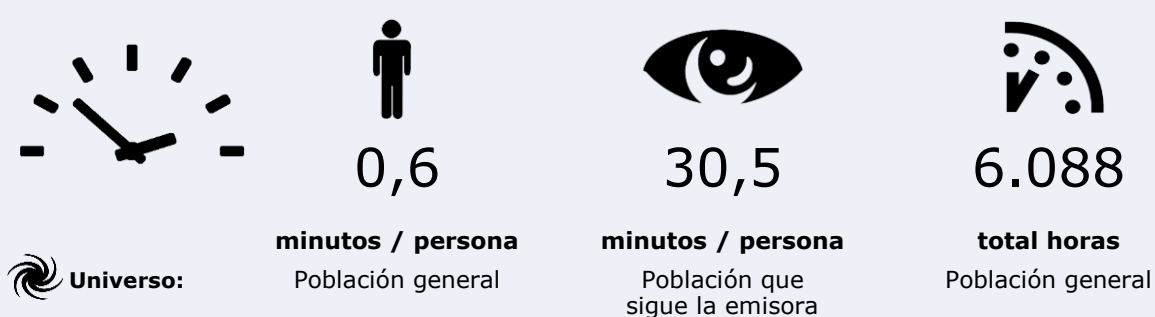 0,6 30,5 6.088
minutos / persona minutos / persona total horas
Universo: Población general Población que Población general
sigue la emisora